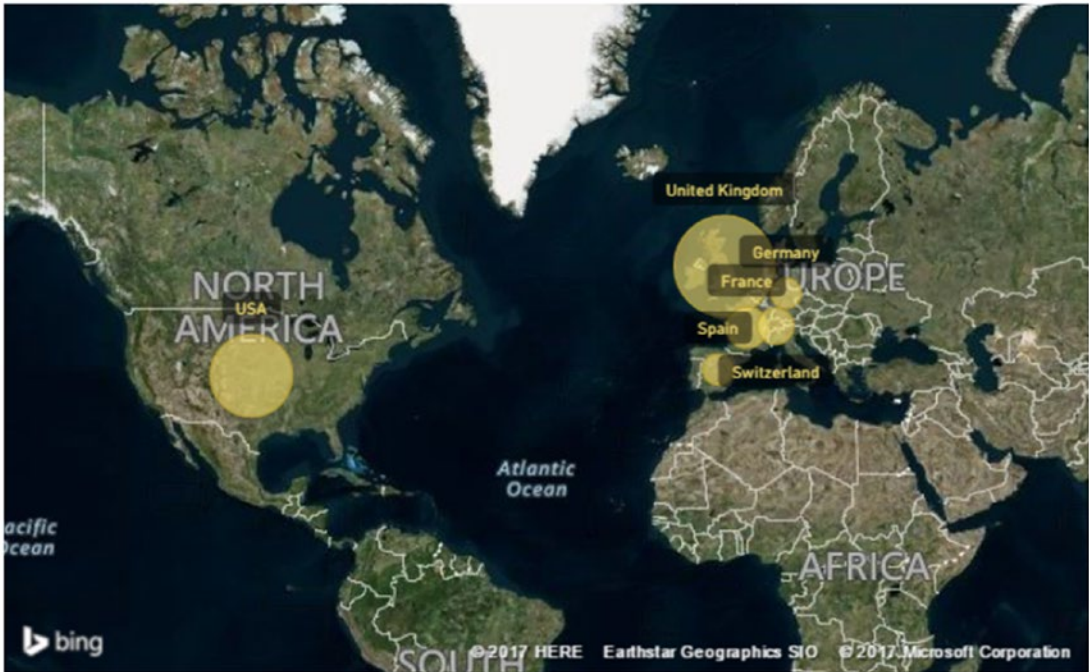 United Kingdom
Germany
NORTH
AMERICA
USA
France
UROPE
Spain
Switzerland
Atlantic
Ocean
acific
Ocean
AFRICA
bing
SOUTH
© 2017 HERE Earthstar Geographics SIO © 2017 Microsoft Corporation